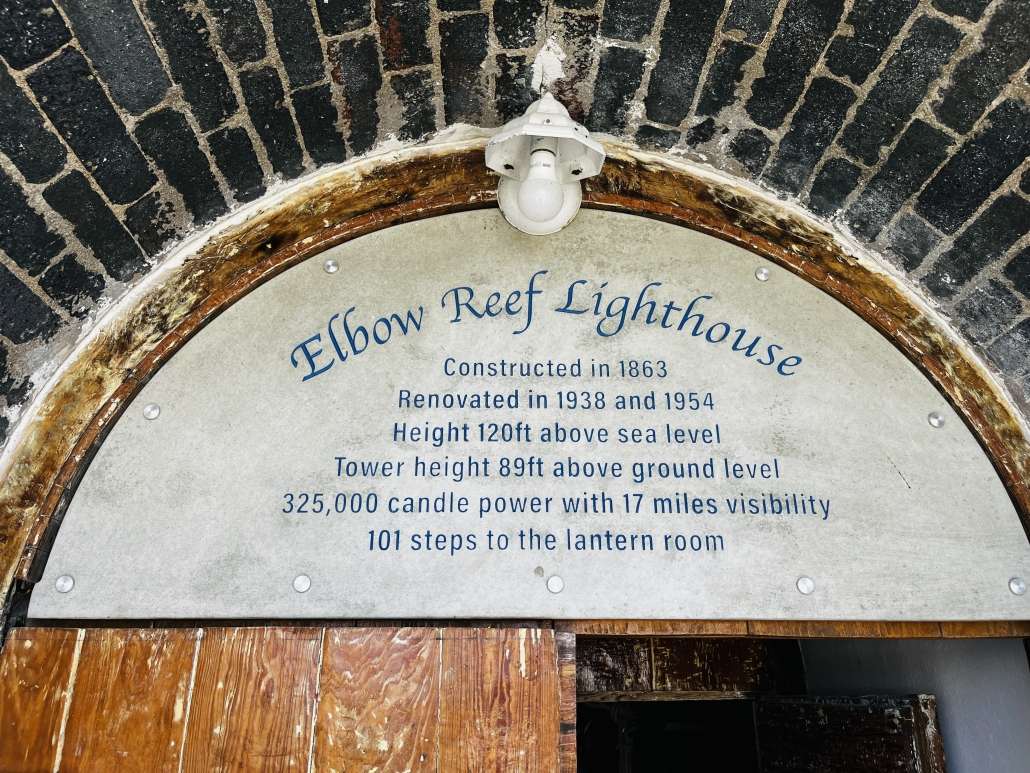 Elbow Reef Lighthouse
Constructed in 1863
Renovated in 1938 and 1954
Height 120ft above sea level
Tower height 89ft above ground level
325,000 candle power with 17 miles visibility
101 steps to the lantern room